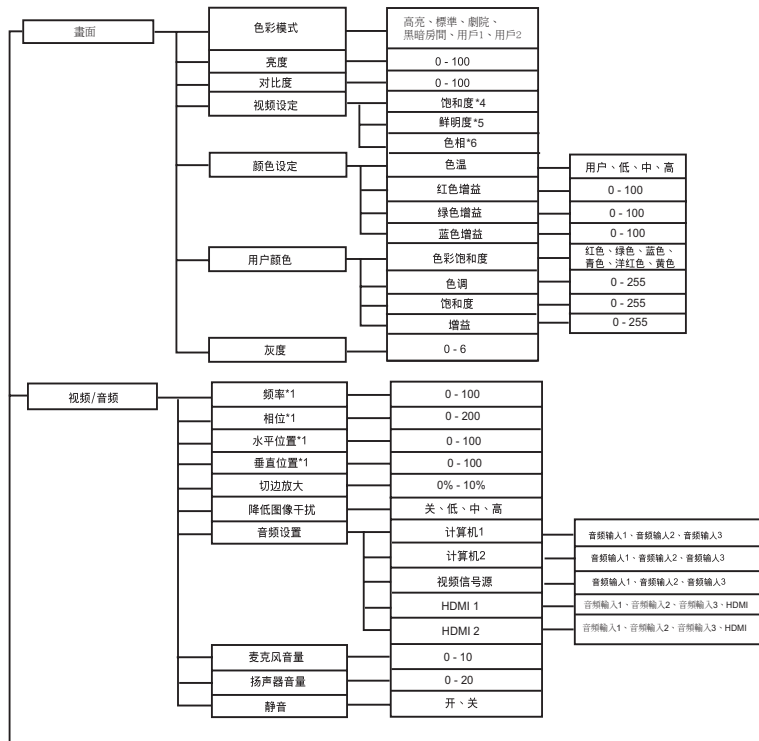 畫面
色彩模式
高亮、標準、劇院、
黑暗房間、用戶1、用戶2
亮度
0 - 100
对比度
0 - 100
视频设定
饱和度*4
鲜明度*5
色相*6
颜色设定
色温
用户、低、中、高
红色增益
0 - 100
绿色增益
0 - 100
蓝色增益
0 - 100
用户颜色
色彩饱和度
红色、绿色、蓝色、
青色、洋红色、黄色
色调
0 - 255
饱和度
0 - 255
增益
0 - 255
灰度
0 - 6
视频/音频
频率*1
0 - 100
相位*1
0 - 200
水平位置*1
0 - 100
垂直位置*1
0 - 100
切边放大
0% - 10%
降低图像干扰
关、低、中、高
音频设置
计算机1
音频输入1、音频输入2、音频输入3
计算机2
音频输入1、音频输入2、音频输入3
视频信号源
音频输入1、音频输入2、音频输入3
HDMI 1
音頻輸入1、音頻輸入2、音頻輸入3、HDMI
HDMI 2
音頻輸入1、音頻輸入2、音頻輸入3、HDMI
麦克风音量
0 - 10
扬声器音量
0 - 20
静音
开、关